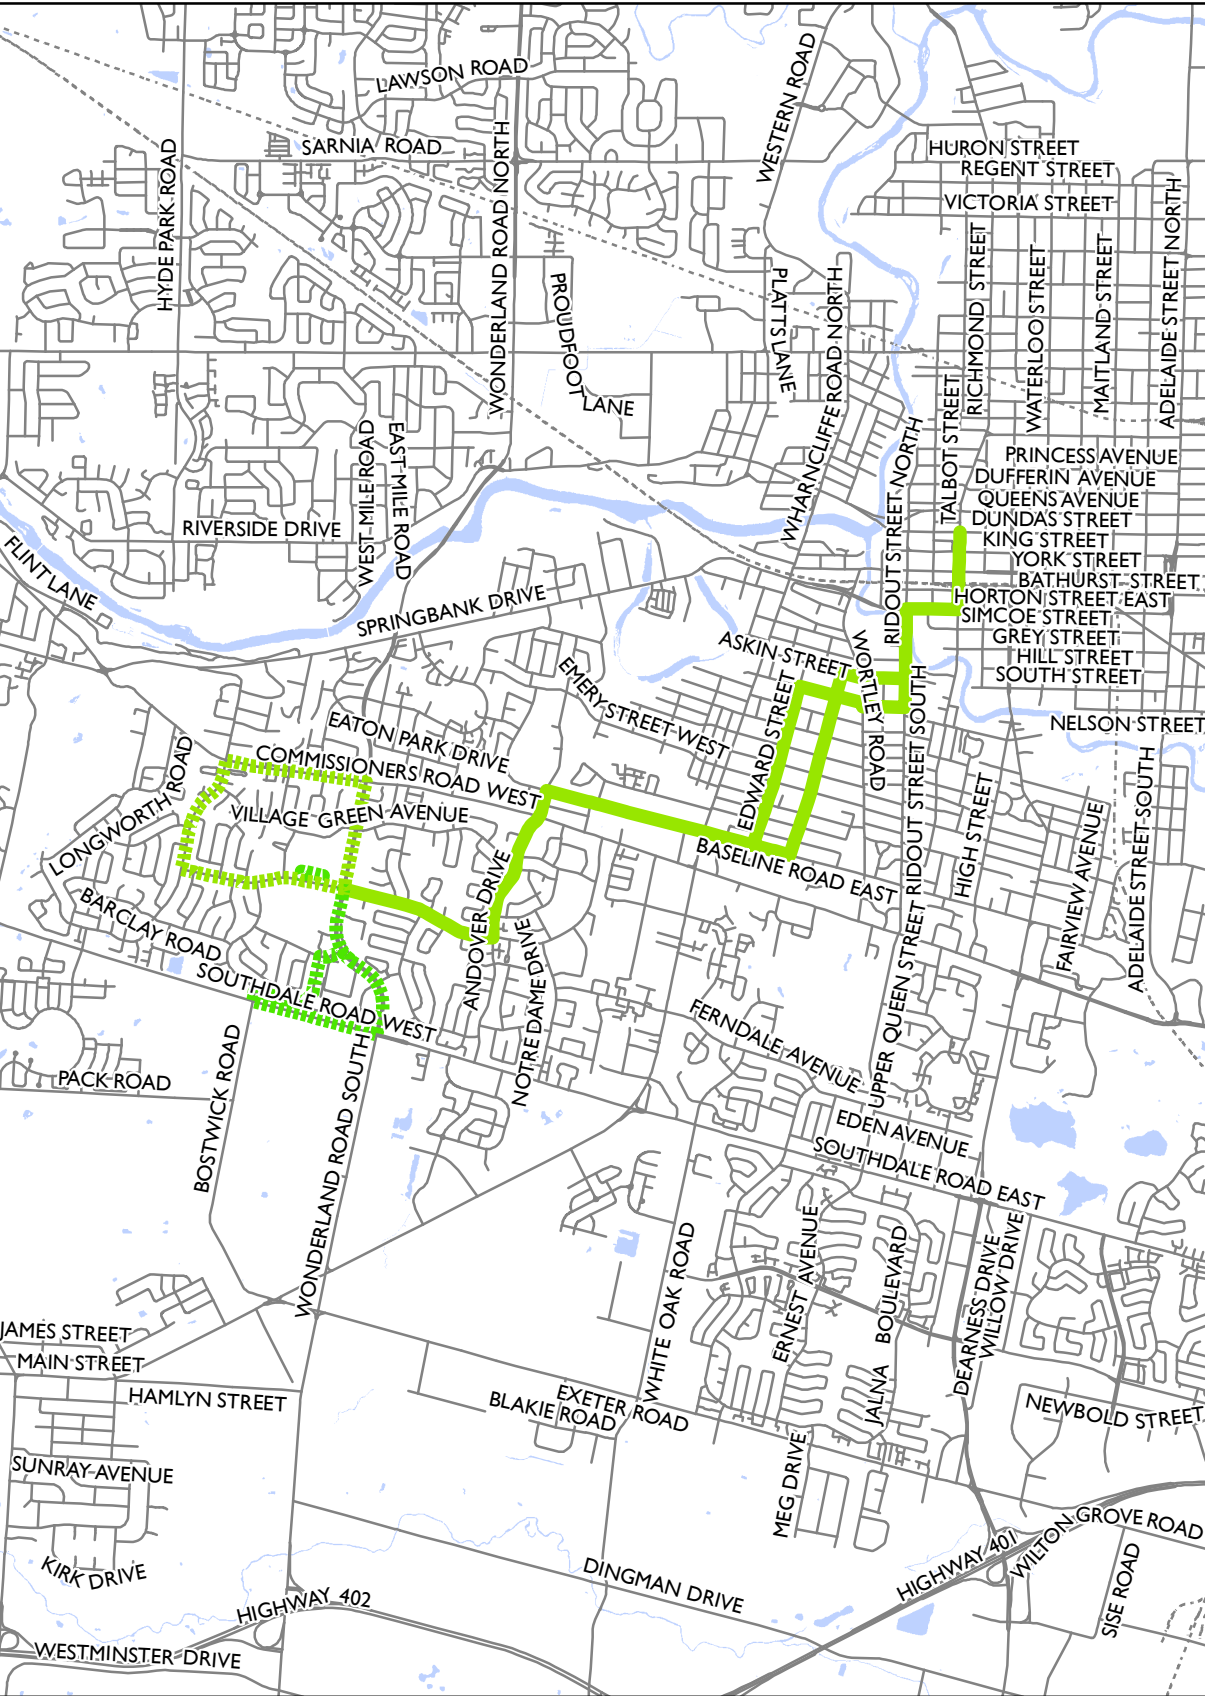 LAWSON ROAD
WESTERN ROAD
SARNIA ROAD
HYDE PARK ROAD
WONDERLAND ROAD NORTH
HURON STREET
REGENT STREET
VICTORIA STREET
PROUDFOOT LANE
PLATTS LANE
WHARNCLIFFE ROAD NORTH
RICHMOND STREET
WATERLOO STREET
MAITLAND STREET
ADELAIDE STREET NORTH
TALBOT STREET
RIDOUT STREET NORTH
WEST MILE ROAD
EAST MILE ROAD
PRINCESS AVENUE
DUFFERIN AVENUE
QUEENS AVENUE
DUNDAS STREET
KING STREET
YORK STREET
BATHURST STREET
HORTON STREET EAST
SIMCOE STREET
GREY STREET
HILL STREET
SOUTH STREET
RIVERSIDE DRIVE
FLINT LANE
SPRINGBANK DRIVE
ASKIN STREET
WORTLEY ROAD
EMERY STREET WEST
EDWARD STREET
NELSON STREET
EATON PARK DRIVE
COMMISSIONERS ROAD WEST
LONGWORTH ROAD
VILLAGE GREEN AVENUE
BASELINE ROAD EAST
RIDOUT STREET SOUTH
UPPER QUEEN STREET
HIGH STREET
FAIRVIEW AVENUE
ADELAIDE STREET SOUTH
BARCLAY ROAD
ANDOVER DRIVE
NOTRE DAME DRIVE
SOUTHDALE ROAD WEST
FERNDALE AVENUE
PACK ROAD
BOSTWICK ROAD
WONDERLAND ROAD SOUTH
EDEN AVENUE
SOUTHDALE ROAD EAST
WHITE OAK ROAD
ERNEST AVENUE
JALNA BOULEVARD
DEARNESS DRIVE
WILLOW DRIVE
JAMES STREET
MAIN STREET
HAMLYN STREET
EXETER ROAD
BLAKIE ROAD
NEWBOLD STREET
SUNRAY AVENUE
MEG DRIVE
WILTON GROVE ROAD
KIRK DRIVE
DINGMAN DRIVE
HIGHWAY 401
SISE ROAD
HIGHWAY 402
WESTMINSTER DRIVE